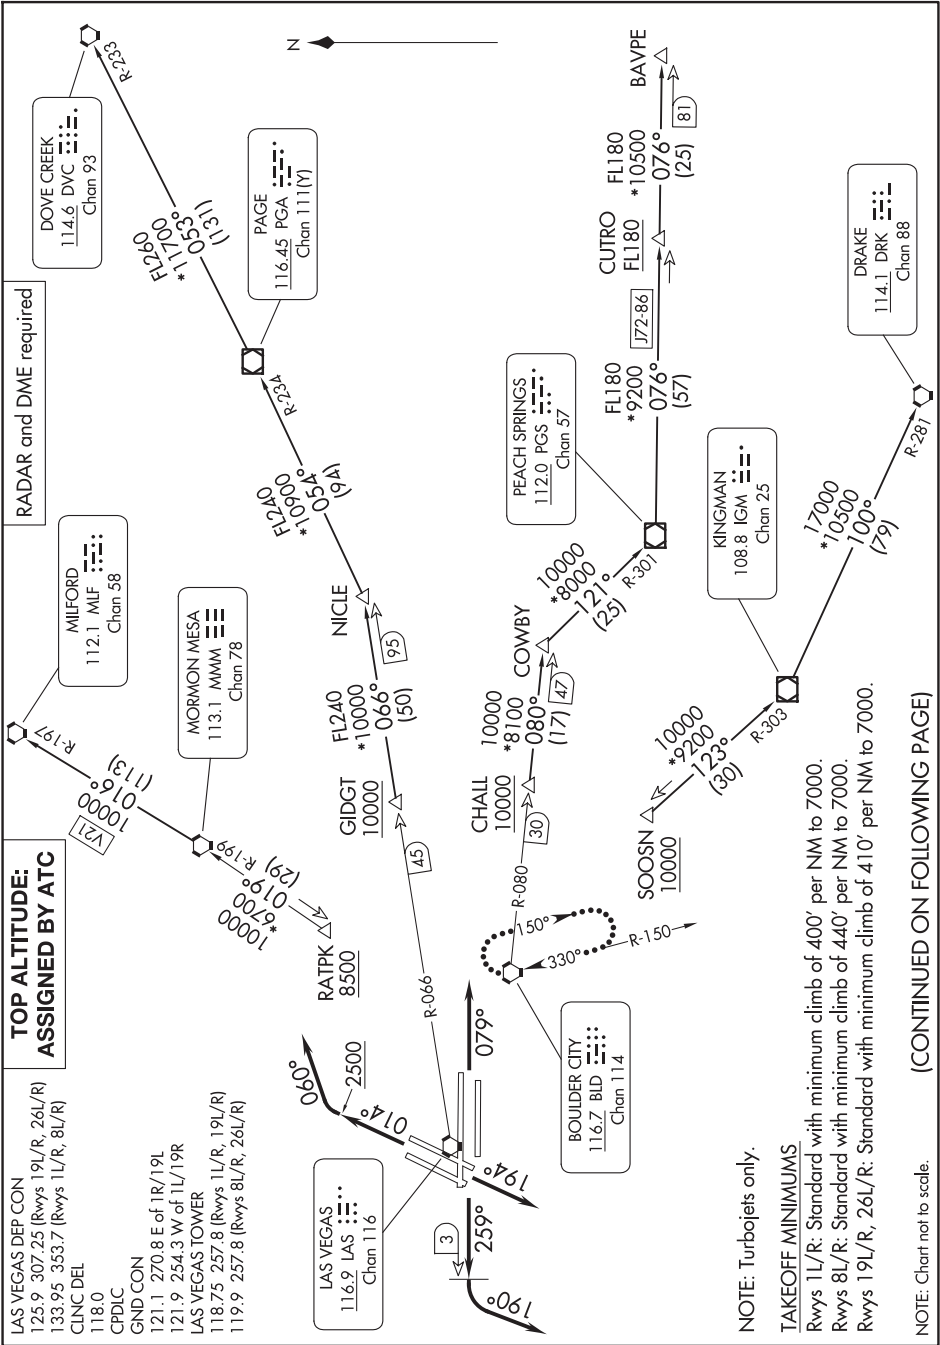 LAS VEGAS DEP CON
125.9 307.25 (Rwys 19L/R, 26L/R)
133.95 353.7 (Rwys 1L/R, 8L/R)
CLNC DEL
118.0
CPDLC
GND CON
121.1 270.8 E of 1R/19L
121.9 254.3 W of 1L/19R
LAS VEGAS TOWER
118.75 257.8 (Rwys 1L/R, 19L/R)
119.9 257.8 (Rwys 8L/R, 26L/R)
TOP ALTITUDE:
ASSIGNED BY ATC
RADAR and DME required
N
MILFORD
112.1 MLF
Chan 58
R-197
(113)
016°
10000
V21
MORMON MESA
113.1 MMM
Chan 78
R-199
(29)
019°
*6700
10000
RATPK
8500
DOVE CREEK
114.6 DVC
Chan 93
R-233
FL260
*11700
053°
(131)
PAGE
116.45 PGA
Chan 111(Y)
R-234
FL240
*10900
054°
(94)
NICLE
95
FL240
*10000
066°
(50)
GIDGT
10000
45
R-066
060°
2500
014°
079°
194°
3
259°
190°
LAS VEGAS
116.9 LAS
Chan 116
BOULDER CITY
116.7 BLD
Chan 114
R-080
150°
330°
R-150
30
CHALL
10000
10000
*8100
080°
(17)
47
COWBY
10000
*8000
121°
(25)
R-301
PEACH SPRINGS
112.0 PGS
Chan 57
FL180
*9200
076°
(57)
J72-86
CUTRO
FL180
FL180
*10500
076°
(25)
81
BAVPE
SOOSN
10000
10000
*9200
123°
(30)
R-303
KINGMAN
108.8 IGM
Chan 25
17000
*10500
100°
(79)
R-281
DRAKE
114.1 DRK
Chan 88
NOTE: Turbojets only.
TAKEOFF MINIMUMS
Rwys 1L/R: Standard with minimum climb of 400' per NM to 7000.
Rwys 8L/R: Standard with minimum climb of 440' per NM to 7000.
Rwys 19L/R, 26L/R: Standard with minimum climb of 410' per NM to 7000.
NOTE: Chart not to scale.
(CONTINUED ON FOLLOWING PAGE)